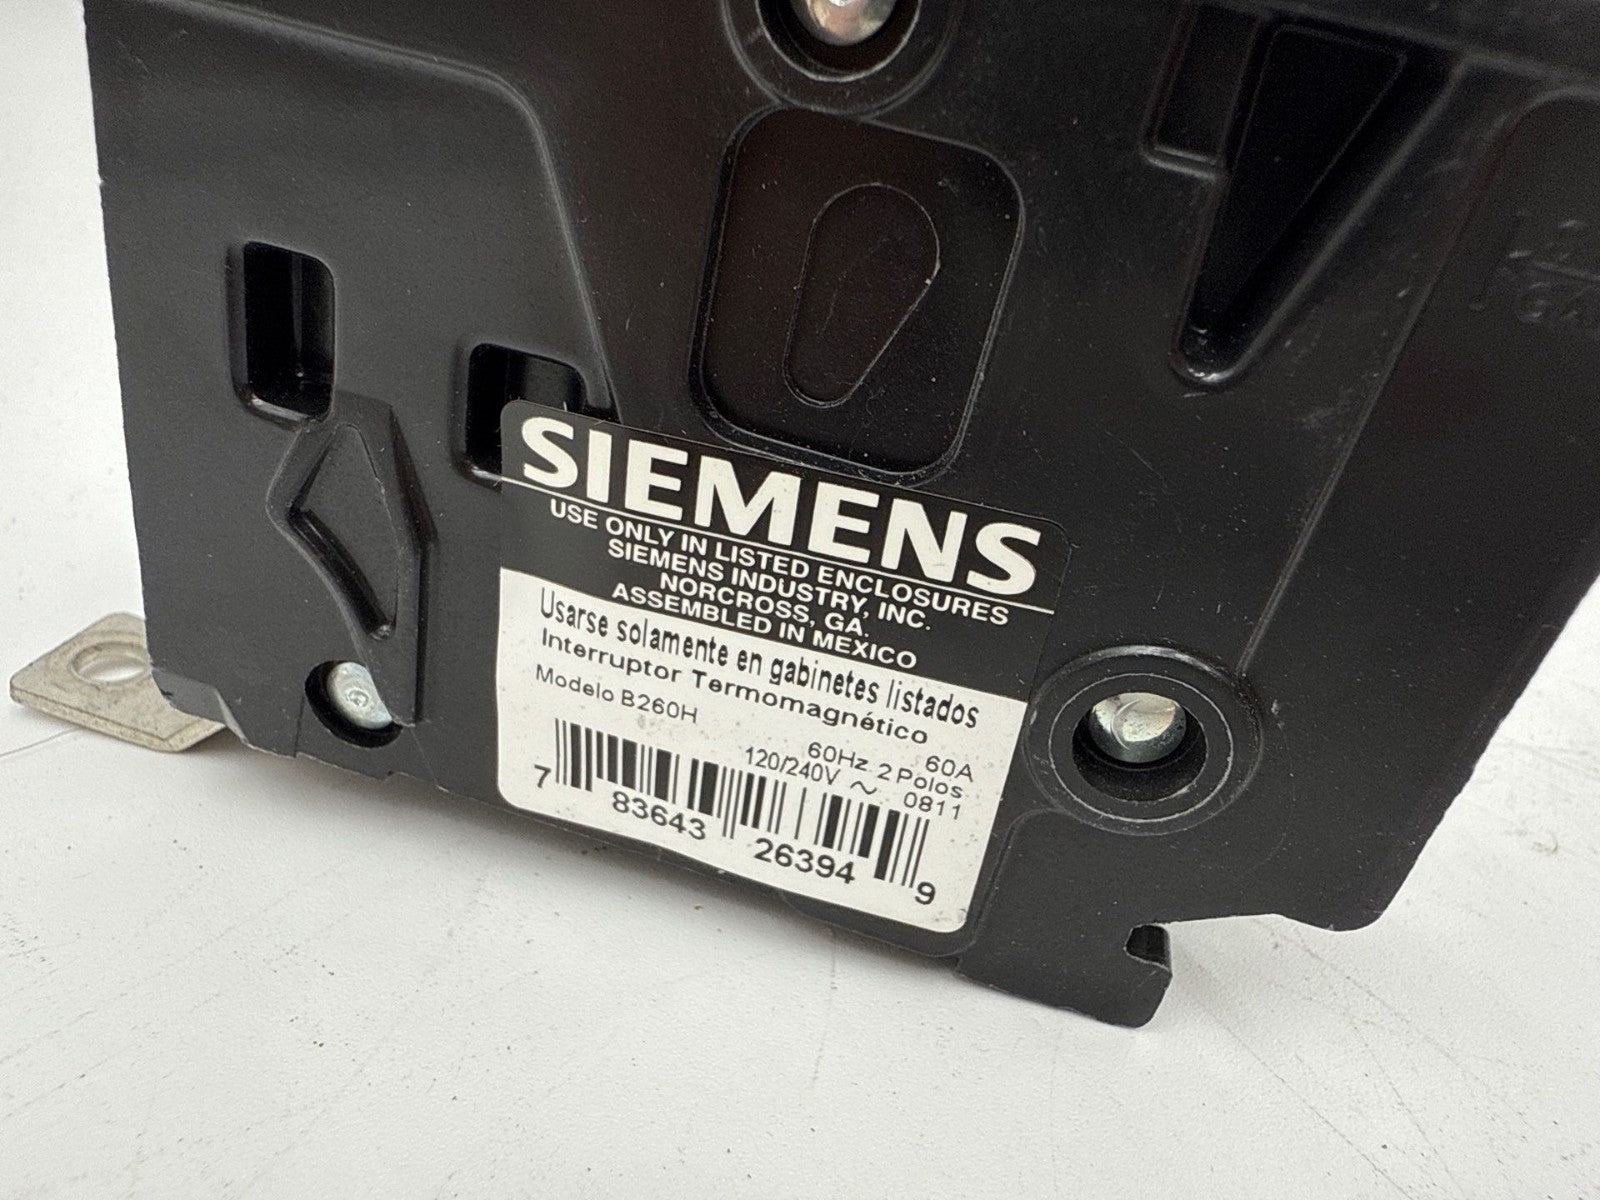 SIEMENS
USE ONLY IN LISTED ENCLOSURES
SIEMENS INDUSTRY, INC.
NORCROSS, GA.
ASSEMBLED IN MEXICO
Usarse solamente en gabinetes listados
Interruptor Termomagnético
Modelo B260H
60A
60Hz 2 Polos
120/240V ~ 0811
7 83643 26394 9